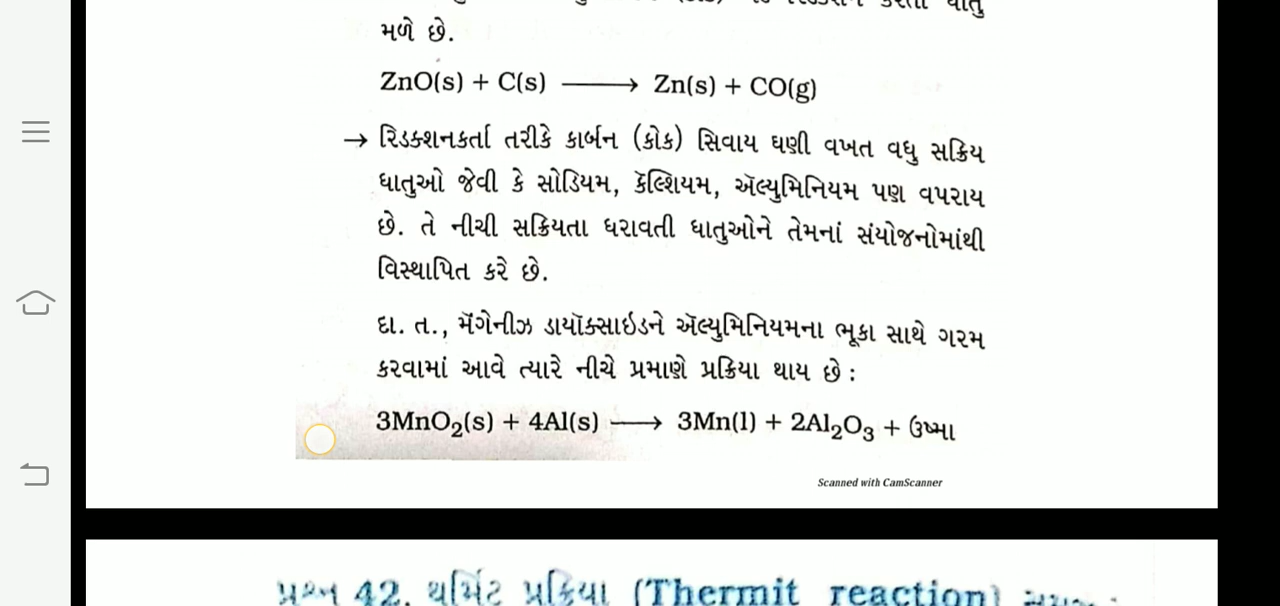 મળે છે.
ZnO(s) + C(s) ⟶ Zn(s) + CO(g)
→ રિડક્શનકર્તા તરીકે કાર્બન (કોક) સિવાય ઘણી વખત વધુ સક્રિય
ધાતુઓ જેવી કે સોડિયમ, કૅલ્શિયમ, ઍલ્યુમિનિયમ પણ વપરાય
છે. તે નીચી સક્રિયતા ધરાવતી ધાતુઓને તેમનાં સંયોજનોમાંથી
વિસ્થાપિત કરે છે.
દા. ત., મૅંગેનીઝ ડાયૉક્સાઇડને ઍલ્યુમિનિયમના ભૂકા સાથે ગરમ
કરવામાં આવે ત્યારે નીચે પ્રમાણે પ્રક્રિયા થાય છે :
3MnO₂(s) + 4Al(s) ⟶ 3Mn(l) + 2Al₂O₃ + ઉષ્મા
Scanned with CamScanner
પ્રશ્ન 42. થર્મિટ પ્રક્રિયા (Thermit reaction)